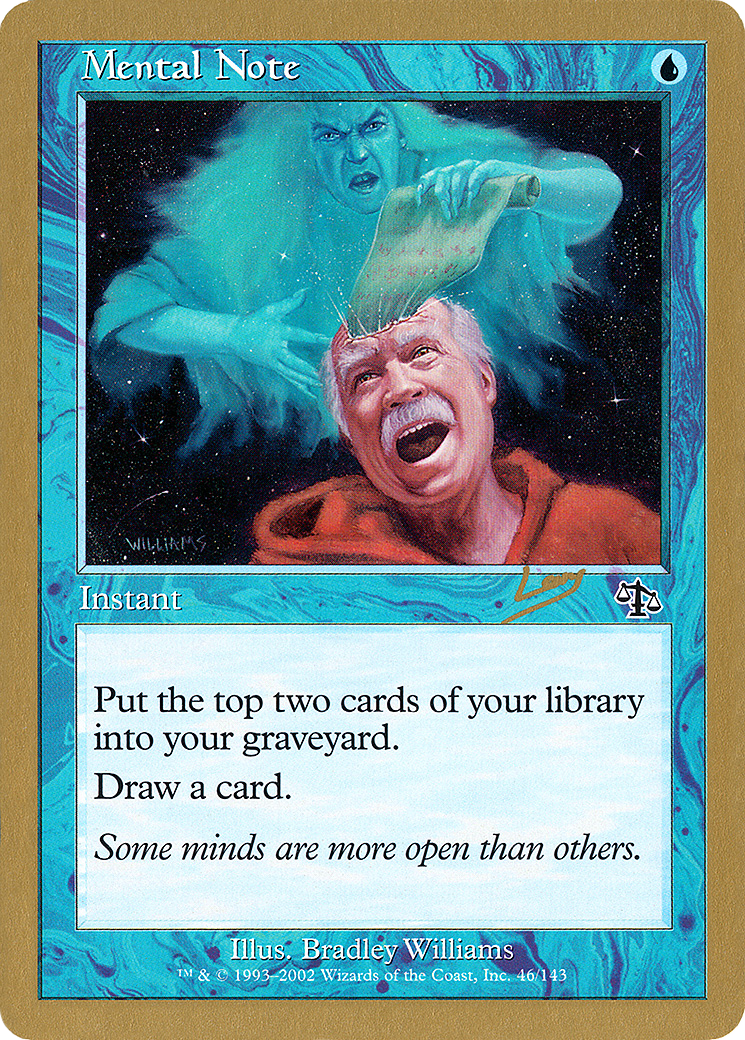 Mental Note
WILLIAMS
Instant
Put the top two cards of your library
into your graveyard.
Draw a card.
Some minds are more open than others.
Illus. Bradley Williams
™ & © 1993–2002 Wizards of the Coast, Inc. 46/143